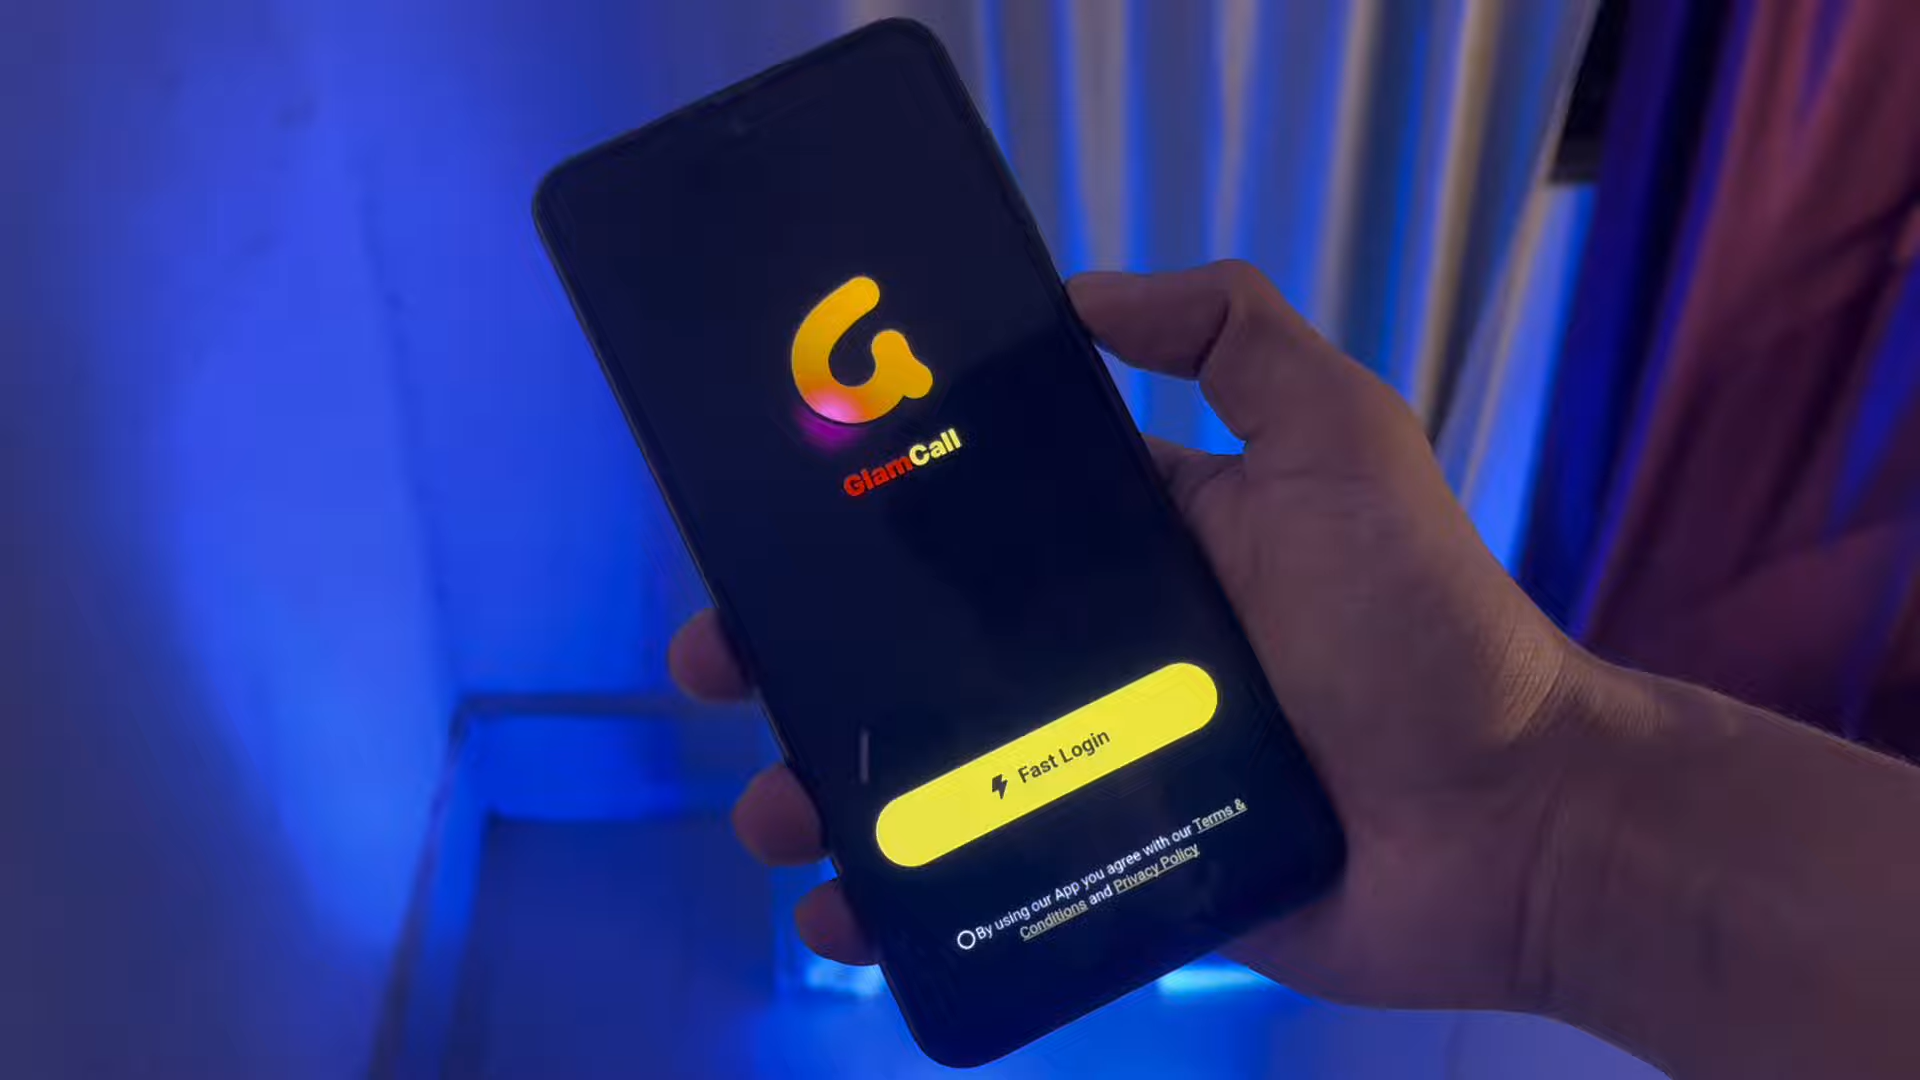 GlamCall
Fast Login
By using our App you agree with our Terms &
Conditions and Privacy Policy